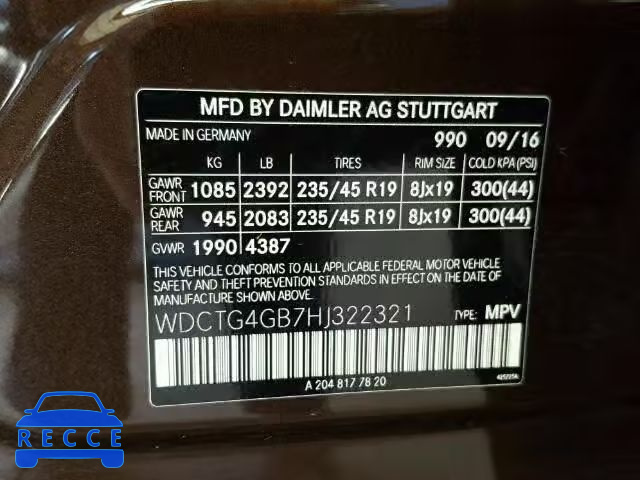 MFD BY DAIMLER AG STUTTGART
MADE IN GERMANY 990 09/16
KG LB TIRES RIM SIZE COLD KPA (PSI)
GAWR FRONT 1085 2392 235/45 R19 8Jx19 300(44)
GAWR REAR 945 2083 235/45 R19 8Jx19 300(44)
GVWR 1990 4387
THIS VEHICLE CONFORMS TO ALL APPLICABLE FEDERAL MOTOR VEHICLE
SAFETY AND THEFT PREVENTION STANDARDS IN EFFECT ON THE DATE OF
MANUFACTURE SHOWN ABOVE.
WDCTG4GB7HJ322321 TYPE: MPV
A 204 817 78 20
RECCE